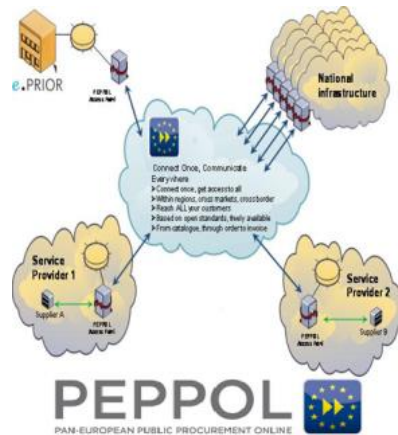 e.PRIOR
PEPPOL
Access Point
National
infrastructure
Connect Once, Communicate
Everywhere
➤Connect once, get access to all
➤Within regions, cross markets, crossborder
➤Reach ALL your customers
➤Based on open standards, freely available
➤From catalogue, through order to invoice
Service
Provider 1
Supplier A
PEPPOL
Access Point
Service
Provider 2
PEPPOL
Access Point
Supplier B
PEPPOL
PAN-EUROPEAN PUBLIC PROCUREMENT ONLINE